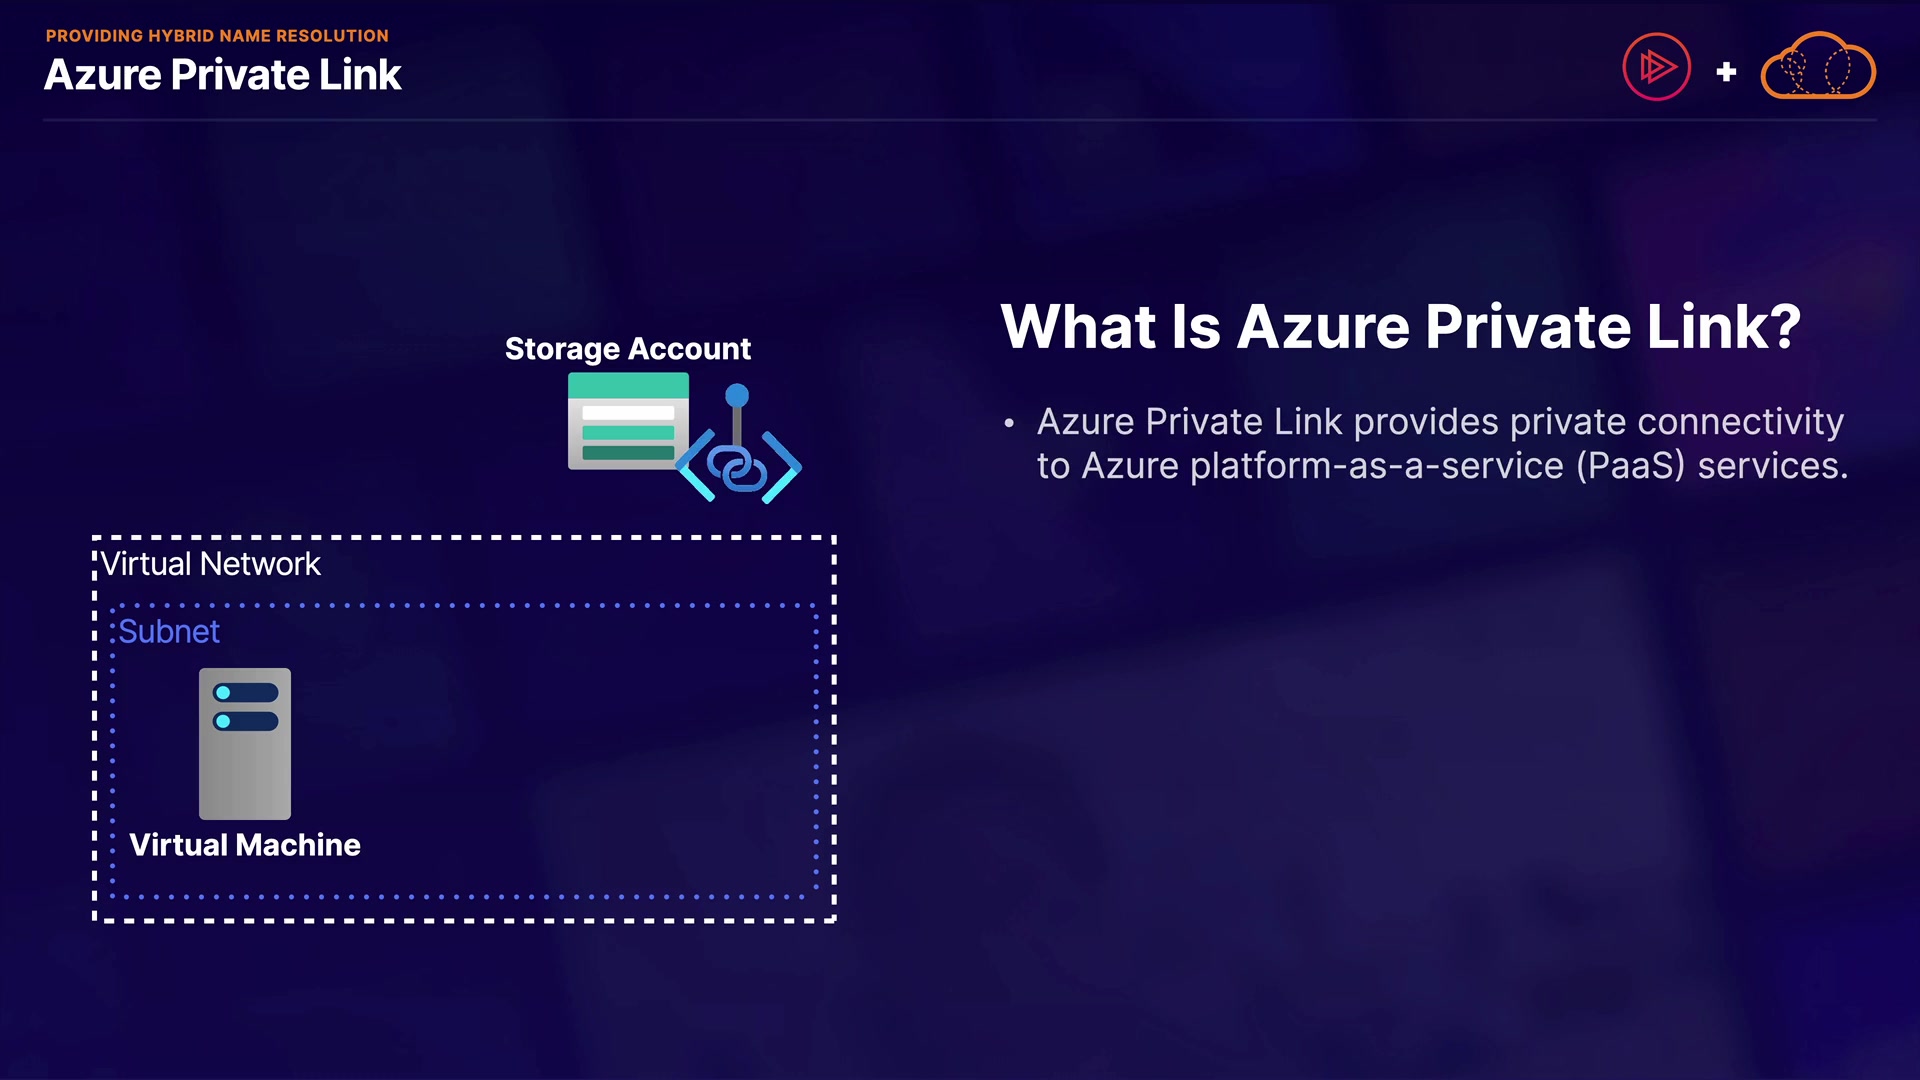 PROVIDING HYBRID NAME RESOLUTION
Azure Private Link
What Is Azure Private Link?
• Azure Private Link provides private connectivity
to Azure platform-as-a-service (PaaS) services.
Storage Account
Virtual Network
Subnet
Virtual Machine